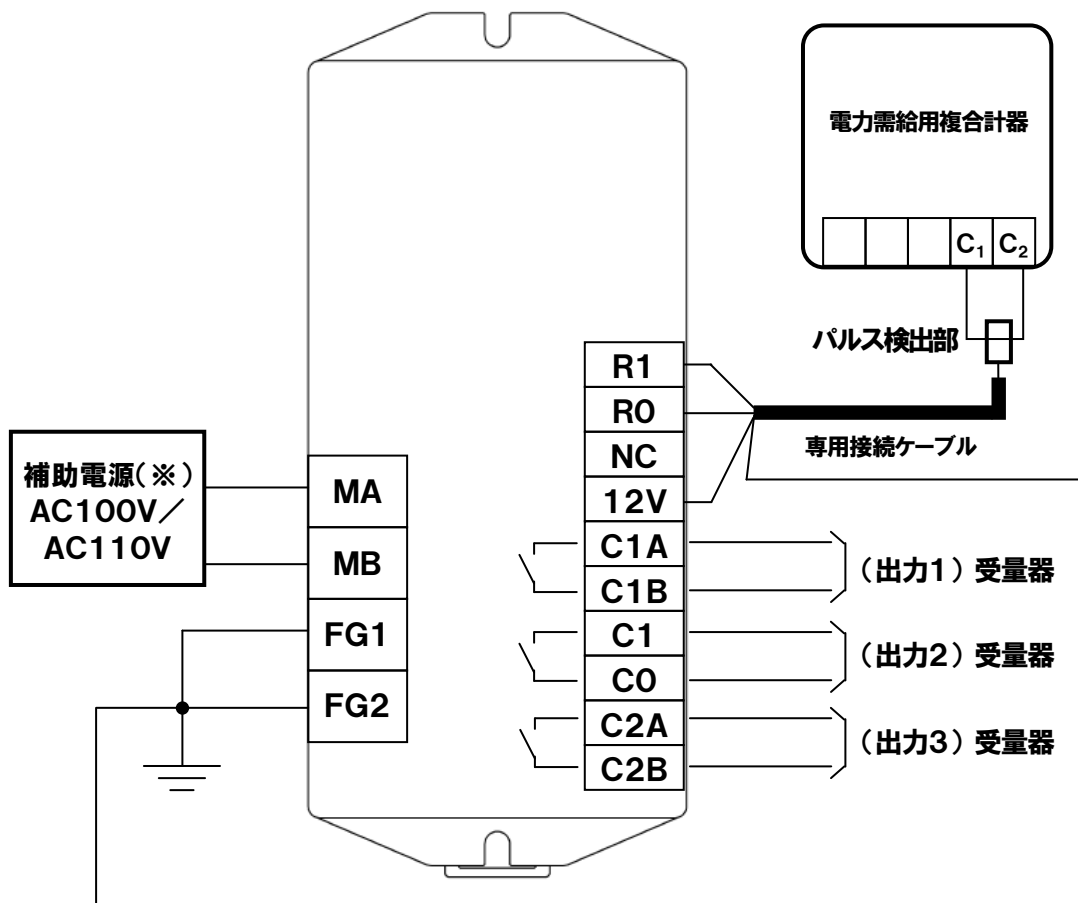 電力需給用複合計器
C₁ C₂
パルス検出部
専用接続ケーブル
補助電源(※)
AC100V/
AC110V
MA
MB
FG1
FG2
R1
R0
NC
12V
C1A
C1B
C1
C0
C2A
C2B
(出力1)受量器
(出力2)受量器
(出力3)受量器